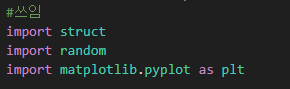 #쓰임
import struct
import random
import matplotlib.pyplot as plt